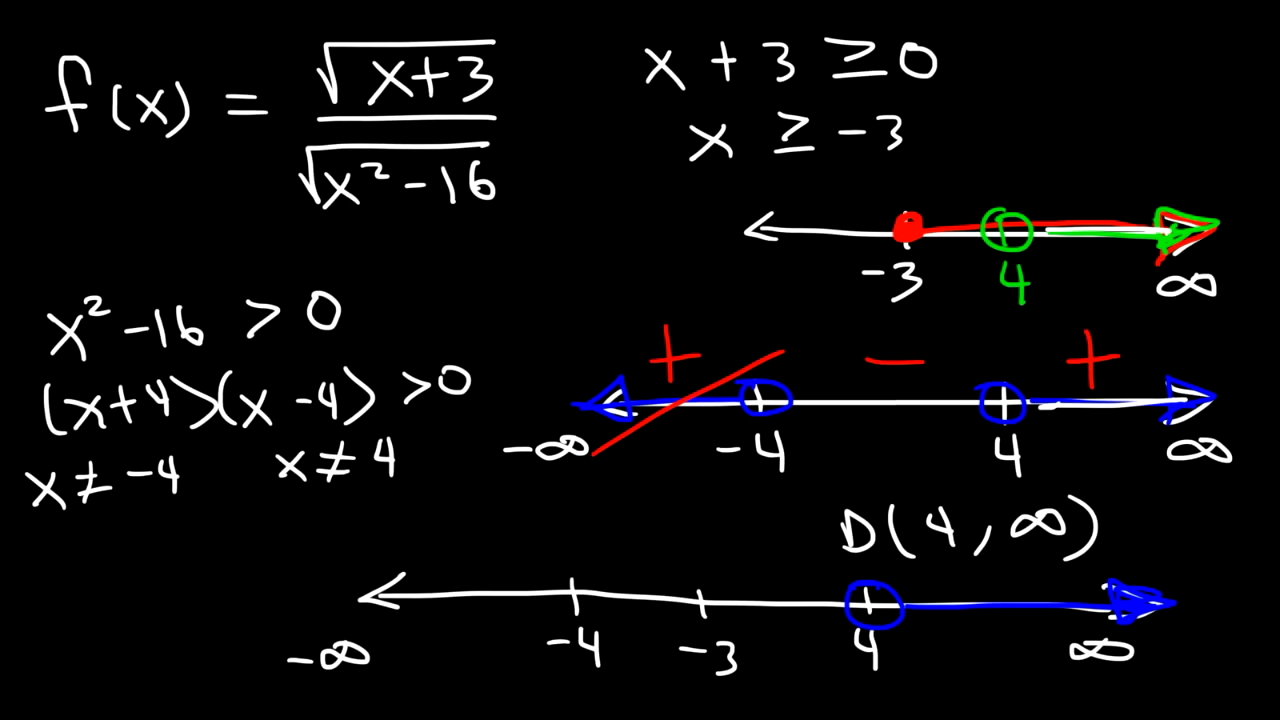 f(x) = √(x+3) / √(x² - 16)
x + 3 ≥ 0
x ≥ -3
-3 4 ∞
x² - 16 > 0
(x+4)(x-4) > 0
x ≠ -4 x ≠ 4
+ - +
-∞ -4 4 ∞
D(4, ∞)
-∞ -4 -3 4 ∞